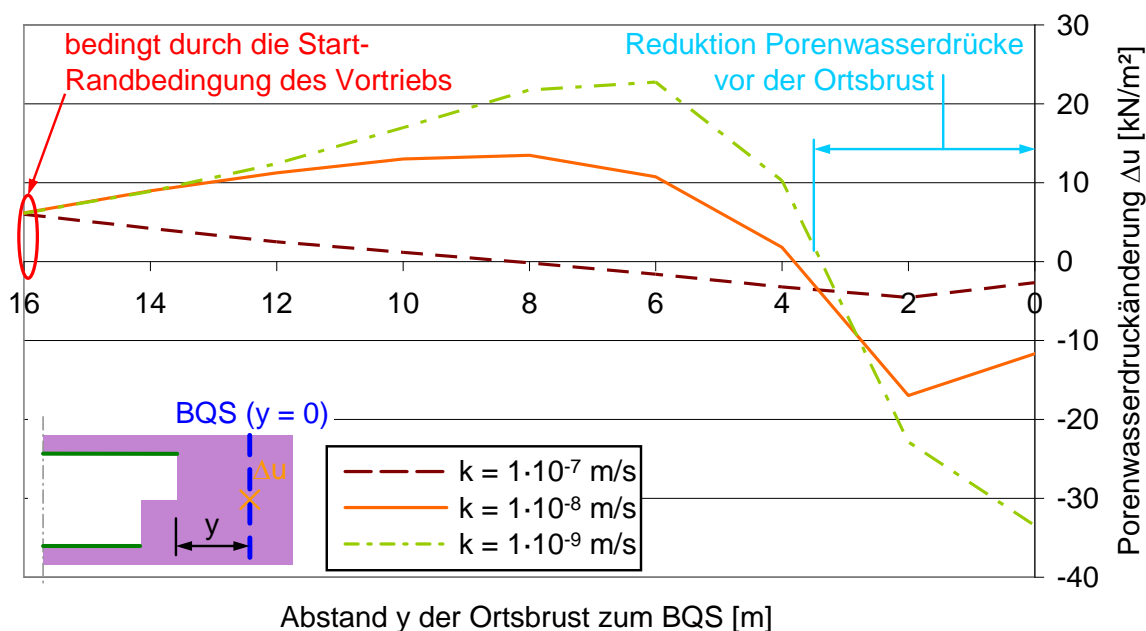 bedingt durch die Start-
Randbedingung des Vortriebs
Reduktion Porenwasserdrücke
vor der Ortsbrust
30
20
10
0
-10
-20
-30
-40
Porenwasserdruckänderung Δu [kN/m²]
16
14
12
10
8
6
4
2
0
BQS (y = 0)
Δu
y
k = 1·10⁻⁷ m/s
k = 1·10⁻⁸ m/s
k = 1·10⁻⁹ m/s
Abstand y der Ortsbrust zum BQS [m]